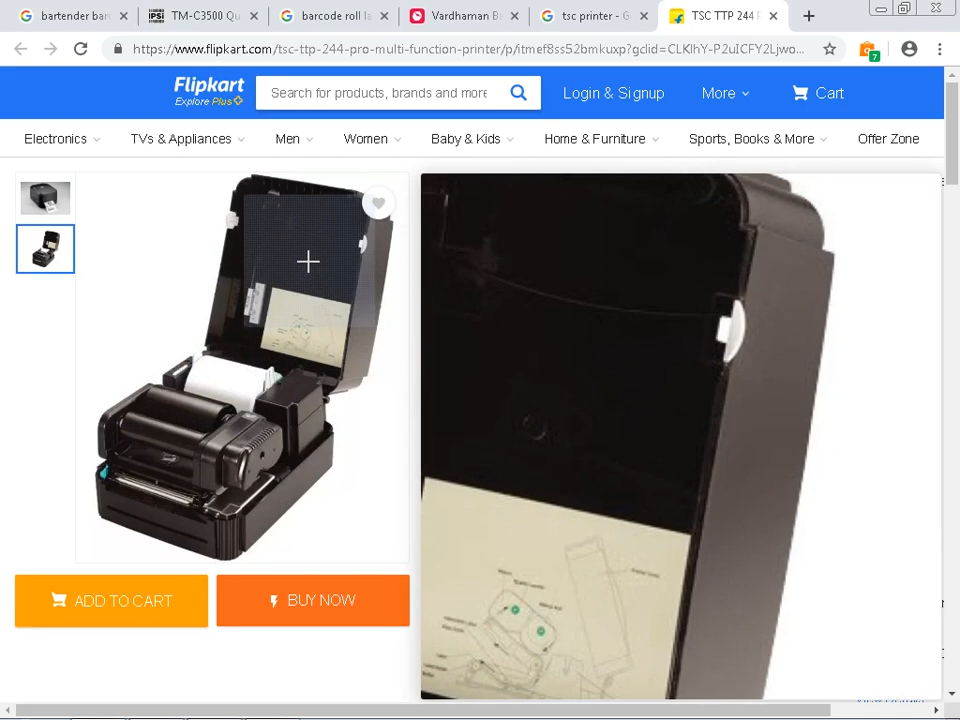 bartender bar
TM-C3500 Qu
barcode roll la
Vardhaman B
tsc printer - G
TSC TTP 244 P
https://www.flipkart.com/tsc-ttp-244-pro-multi-function-printer/p/itmef8ss52bmkuxp?gclid=CLKlhY-P2uICFY2Ljwo...
7
Flipkart
Explore Plus
Search for products, brands and more
Login & Signup
More
Cart
Electronics
TVs & Appliances
Men
Women
Baby & Kids
Home & Furniture
Sports, Books & More
Offer Zone
ADD TO CART
BUY NOW